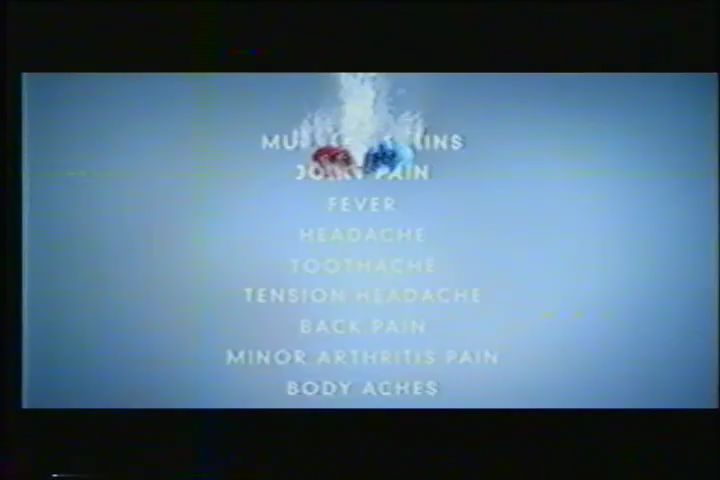 JOINT PAIN
FEVER
HEADACHE
TOOTHACHE
TENSION HEADACHE
BACK PAIN
MINOR ARTHRITIS PAIN
BODY ACHES